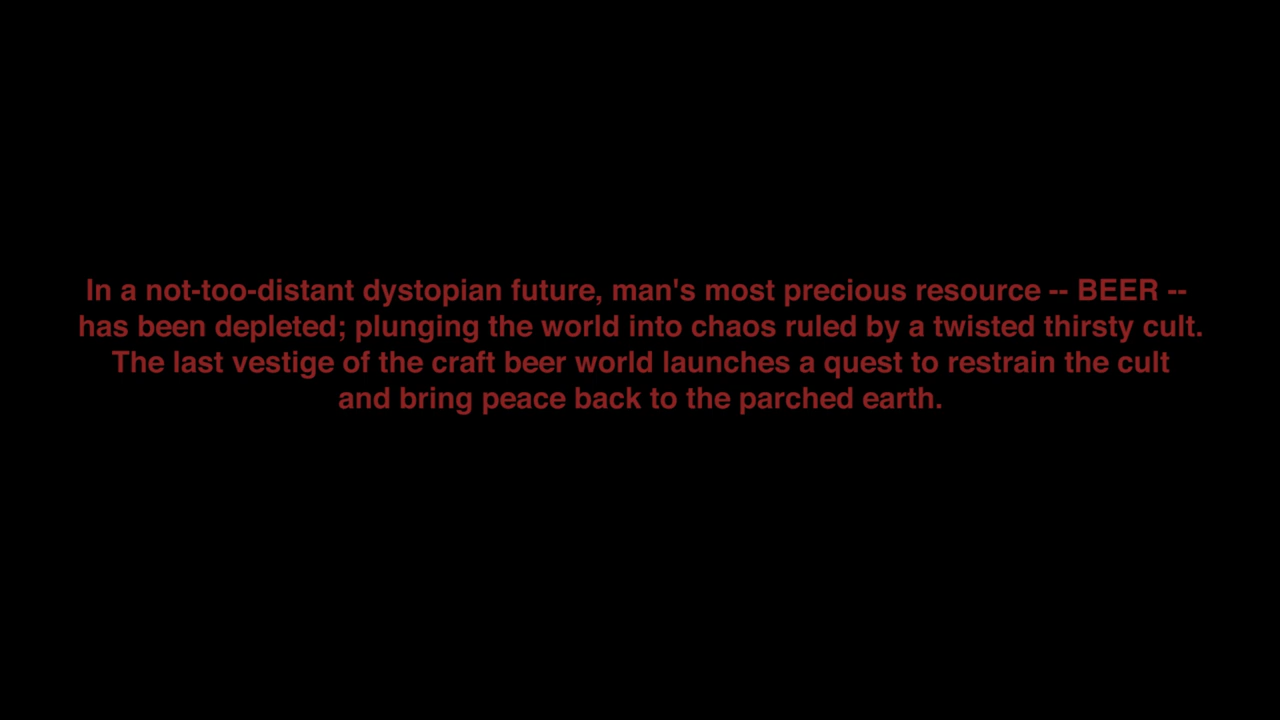 In a not-too-distant dystopian future, man's most precious resource -- BEER --
has been depleted; plunging the world into chaos ruled by a twisted thirsty cult.
The last vestige of the craft beer world launches a quest to restrain the cult
and bring peace back to the parched earth.